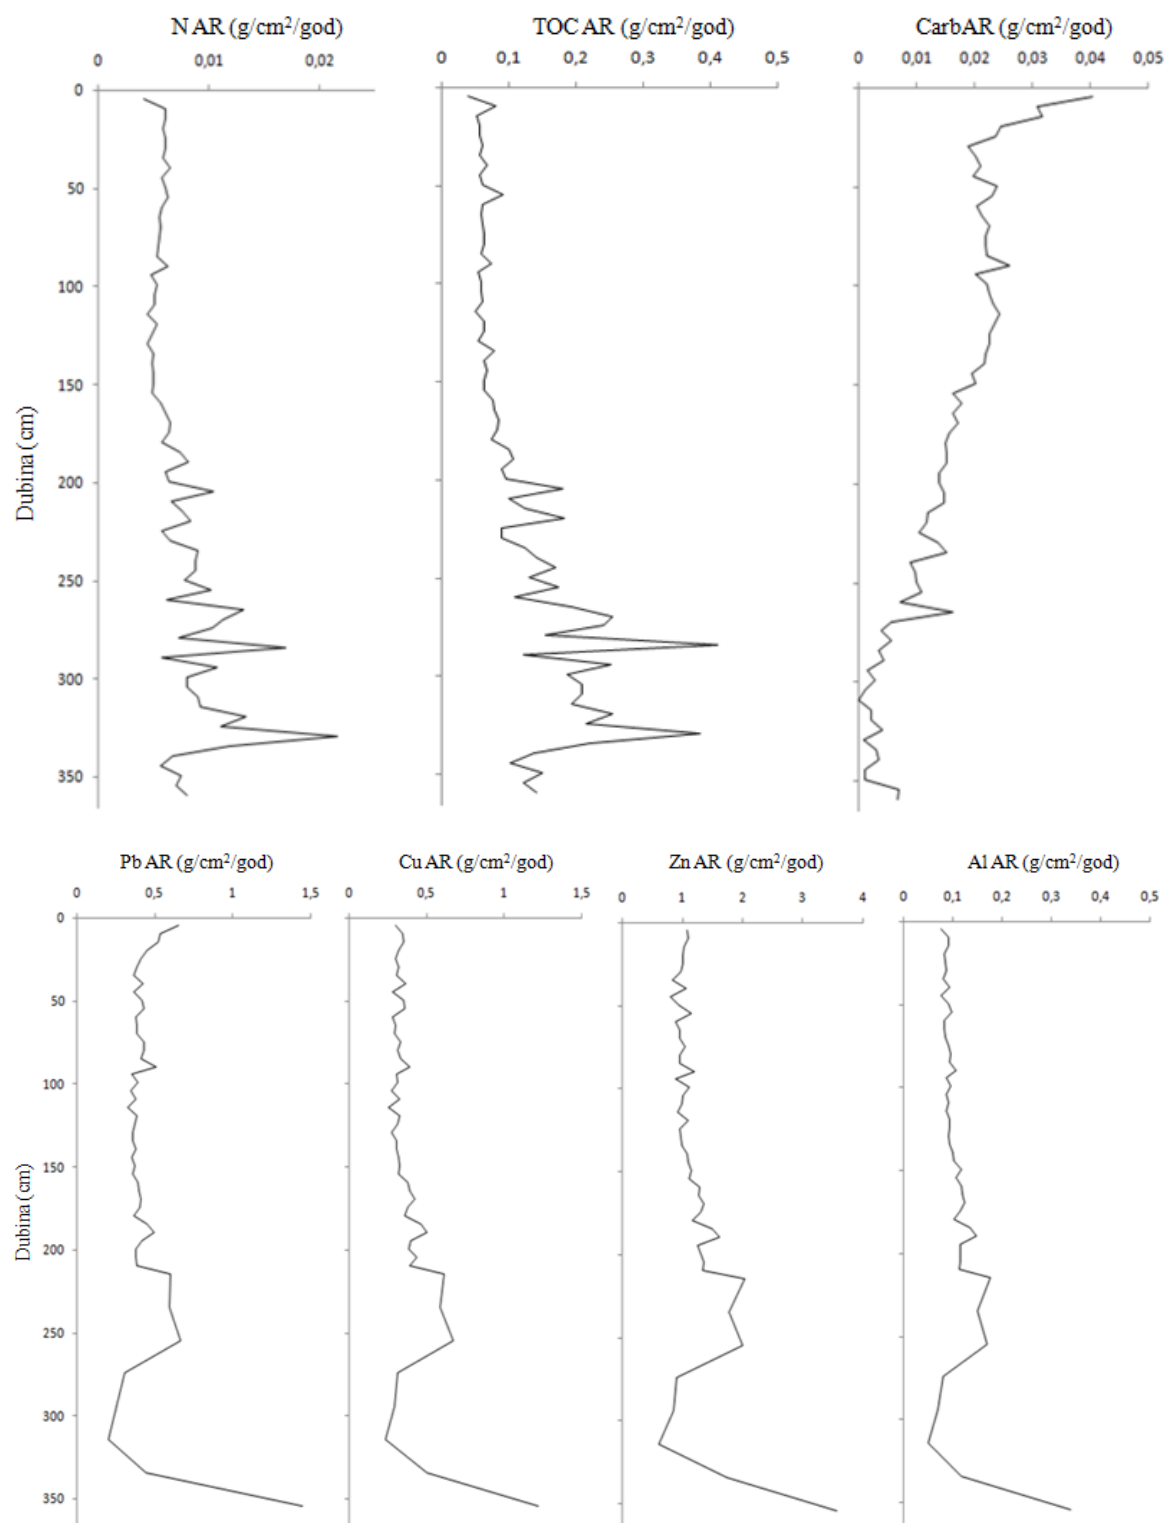 N AR (g/cm²/god) TOC AR (g/cm²/god) CarbAR (g/cm²/god)
0 0,01 0,02 0 0,1 0,2 0,3 0,4 0,5 0 0,01 0,02 0,03 0,04 0,05
0
50
100
150
200
250
300
350
Dubina (cm)
Pb AR (g/cm²/god) Cu AR (g/cm²/god) Zn AR (g/cm²/god) Al AR (g/cm²/god)
0 0,5 1 1,5 0 0,5 1 1,5 0 1 2 3 4 0 0,1 0,2 0,3 0,4 0,5
0
50
100
150
200
250
300
350
Dubina (cm)